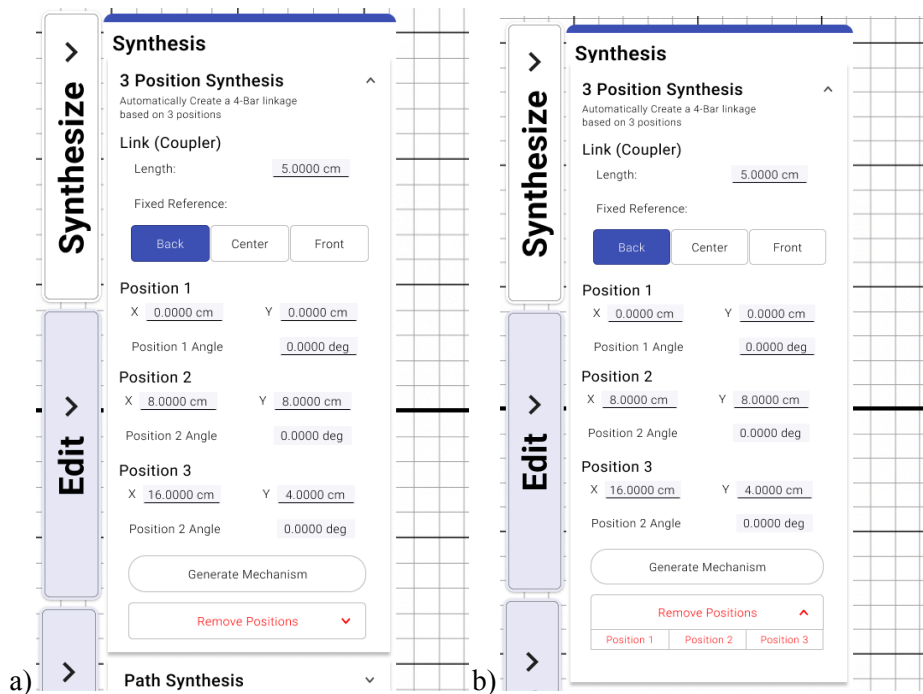 Synthesize
Edit
Synthesis
3 Position Synthesis
Automatically Create a 4-Bar linkage
based on 3 positions
Link (Coupler)
Length: 5.0000 cm
Fixed Reference:
Back Center Front
Position 1
X 0.0000 cm Y 0.0000 cm
Position 1 Angle 0.0000 deg
Position 2
X 8.0000 cm Y 8.0000 cm
Position 2 Angle 0.0000 deg
Position 3
X 16.0000 cm Y 4.0000 cm
Position 2 Angle 0.0000 deg
Generate Mechanism
Remove Positions
Path Synthesis
a)
Synthesize
Edit
Synthesis
3 Position Synthesis
Automatically Create a 4-Bar linkage
based on 3 positions
Link (Coupler)
Length: 5.0000 cm
Fixed Reference:
Back Center Front
Position 1
X 0.0000 cm Y 0.0000 cm
Position 1 Angle 0.0000 deg
Position 2
X 8.0000 cm Y 8.0000 cm
Position 2 Angle 0.0000 deg
Position 3
X 16.0000 cm Y 4.0000 cm
Position 2 Angle 0.0000 deg
Generate Mechanism
Remove Positions
Position 1 Position 2 Position 3
b)